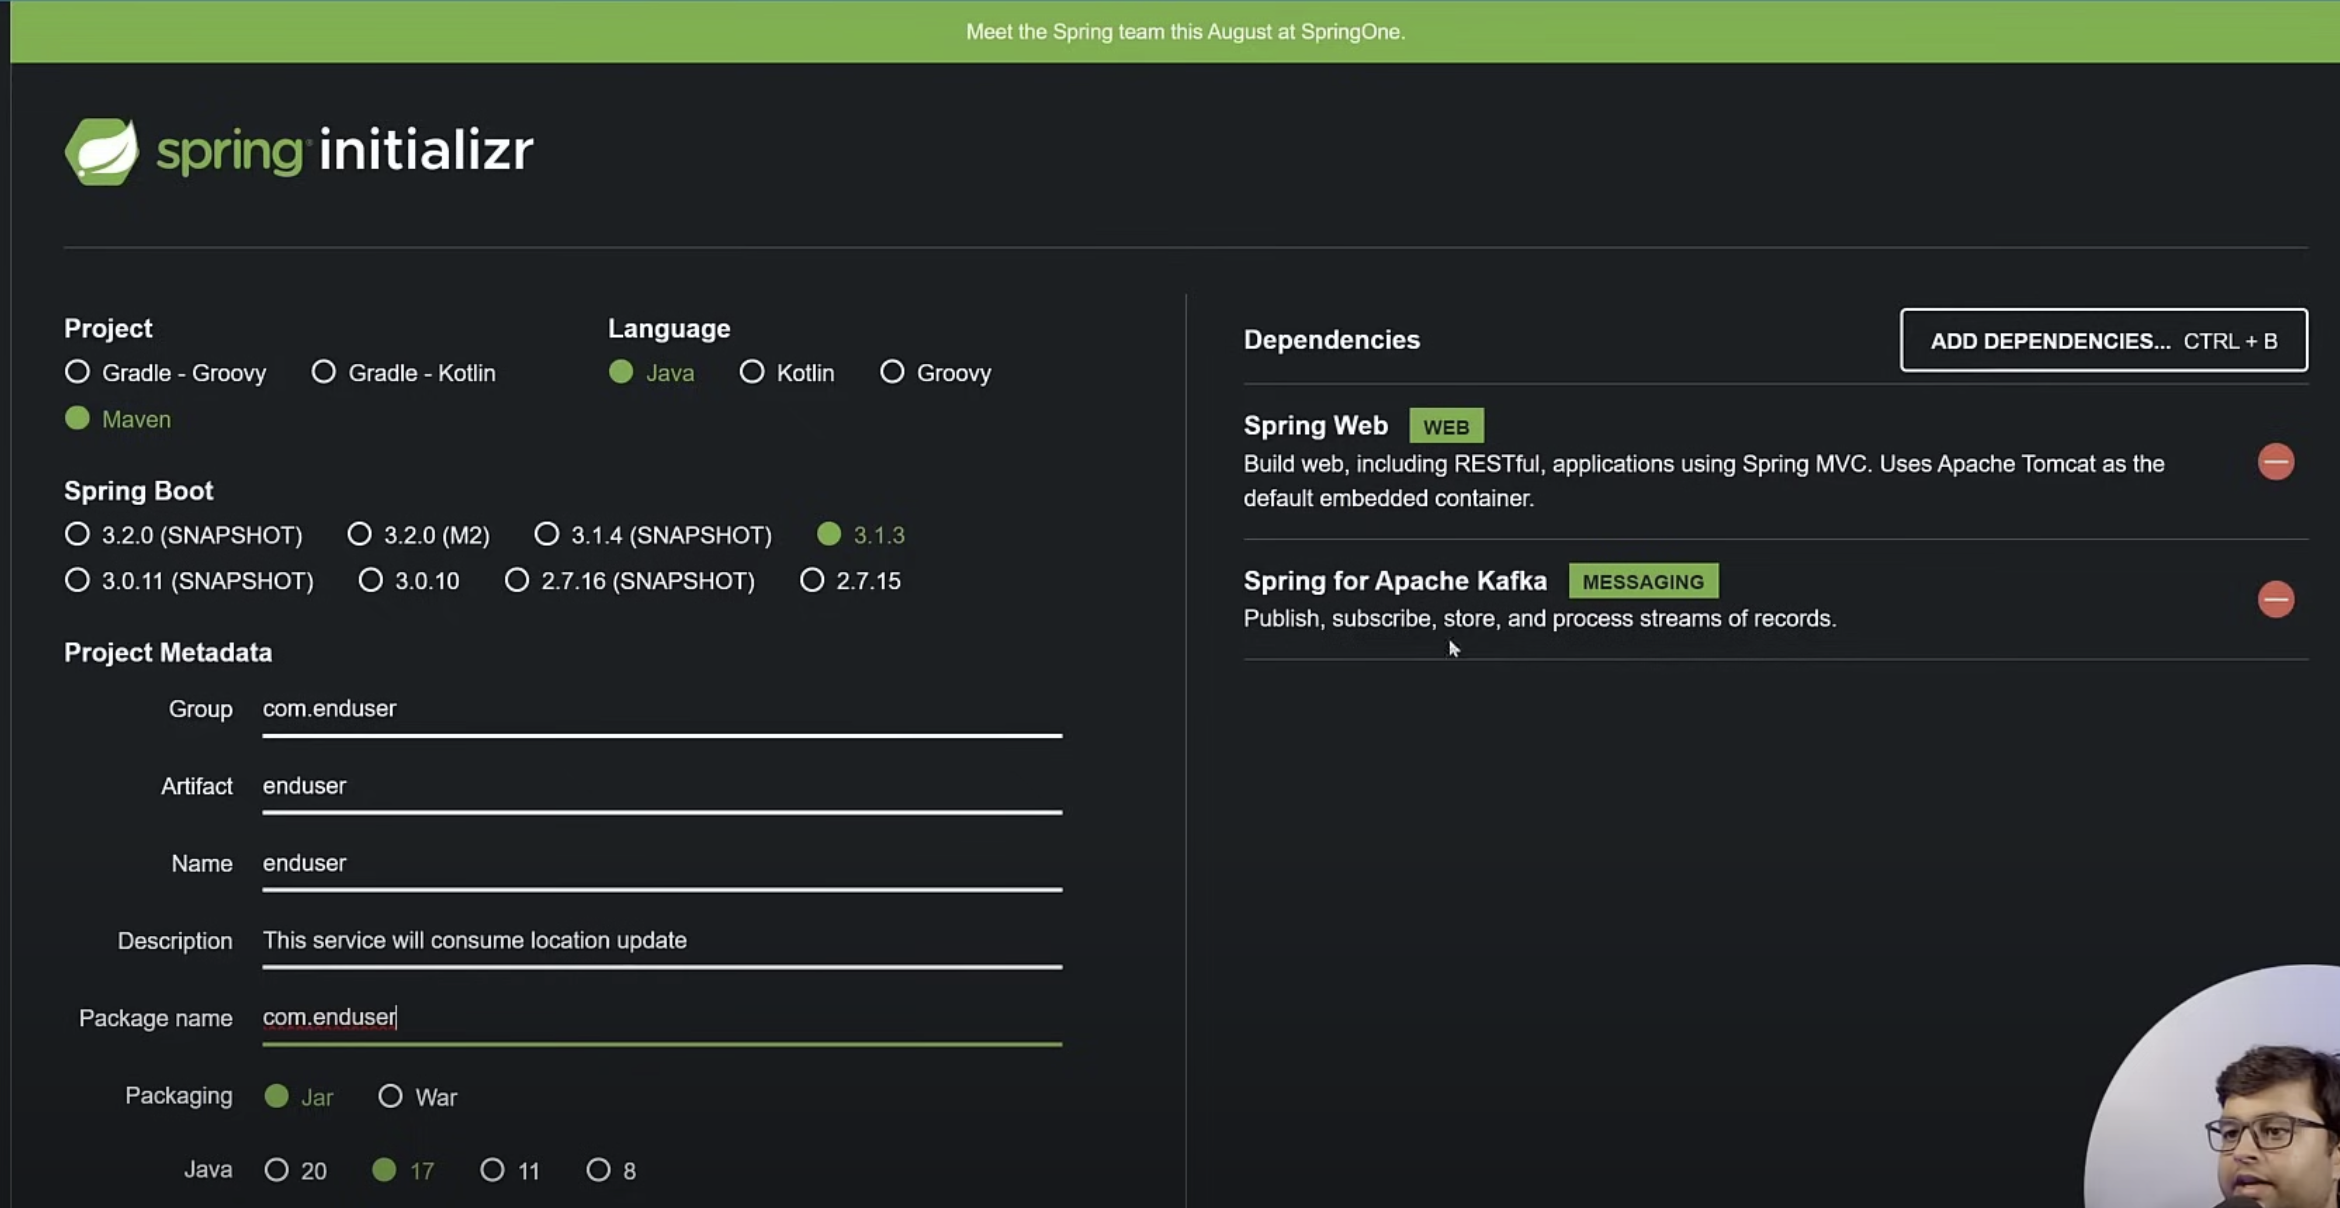 Meet the Spring team this August at SpringOne.
spring initializr
Project
Gradle - Groovy Gradle - Kotlin
Maven
Language
Java Kotlin Groovy
Spring Boot
3.2.0 (SNAPSHOT) 3.2.0 (M2) 3.1.4 (SNAPSHOT) 3.1.3
3.0.11 (SNAPSHOT) 3.0.10 2.7.16 (SNAPSHOT) 2.7.15
Project Metadata
Group com.enduser
Artifact enduser
Name enduser
Description This service will consume location update
Package name com.enduser
Packaging Jar War
Java 20 17 11 8
Dependencies ADD DEPENDENCIES... CTRL + B
Spring Web WEB
Build web, including RESTful, applications using Spring MVC. Uses Apache Tomcat as the
default embedded container.
Spring for Apache Kafka MESSAGING
Publish, subscribe, store, and process streams of records.